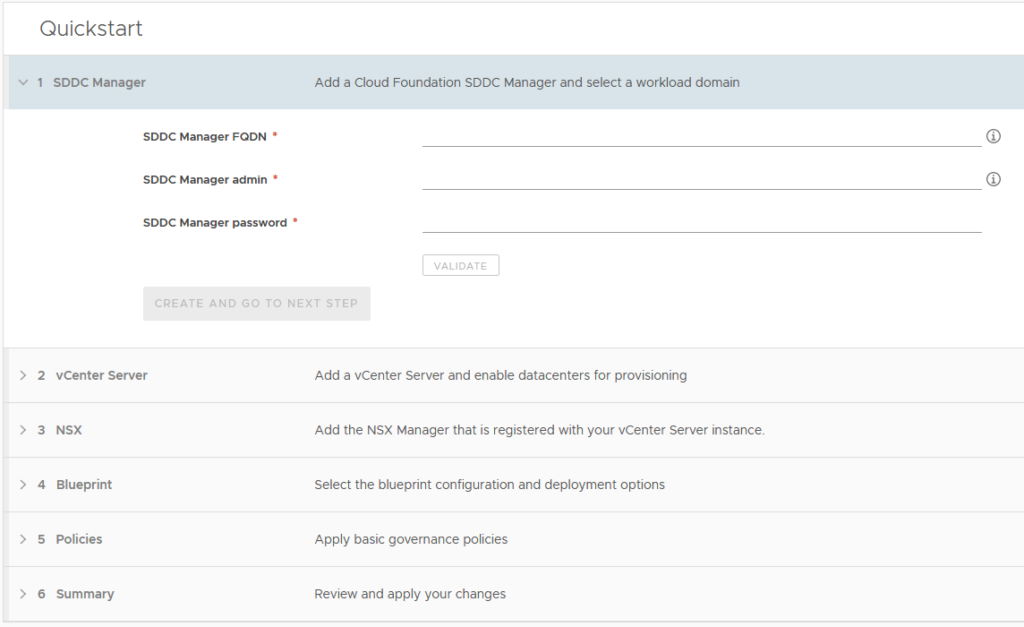 Quickstart
1 SDDC Manager Add a Cloud Foundation SDDC Manager and select a workload domain
SDDC Manager FQDN *
SDDC Manager admin *
SDDC Manager password *
VALIDATE
CREATE AND GO TO NEXT STEP
2 vCenter Server Add a vCenter Server and enable datacenters for provisioning
3 NSX Add the NSX Manager that is registered with your vCenter Server instance.
4 Blueprint Select the blueprint configuration and deployment options
5 Policies Apply basic governance policies
6 Summary Review and apply your changes